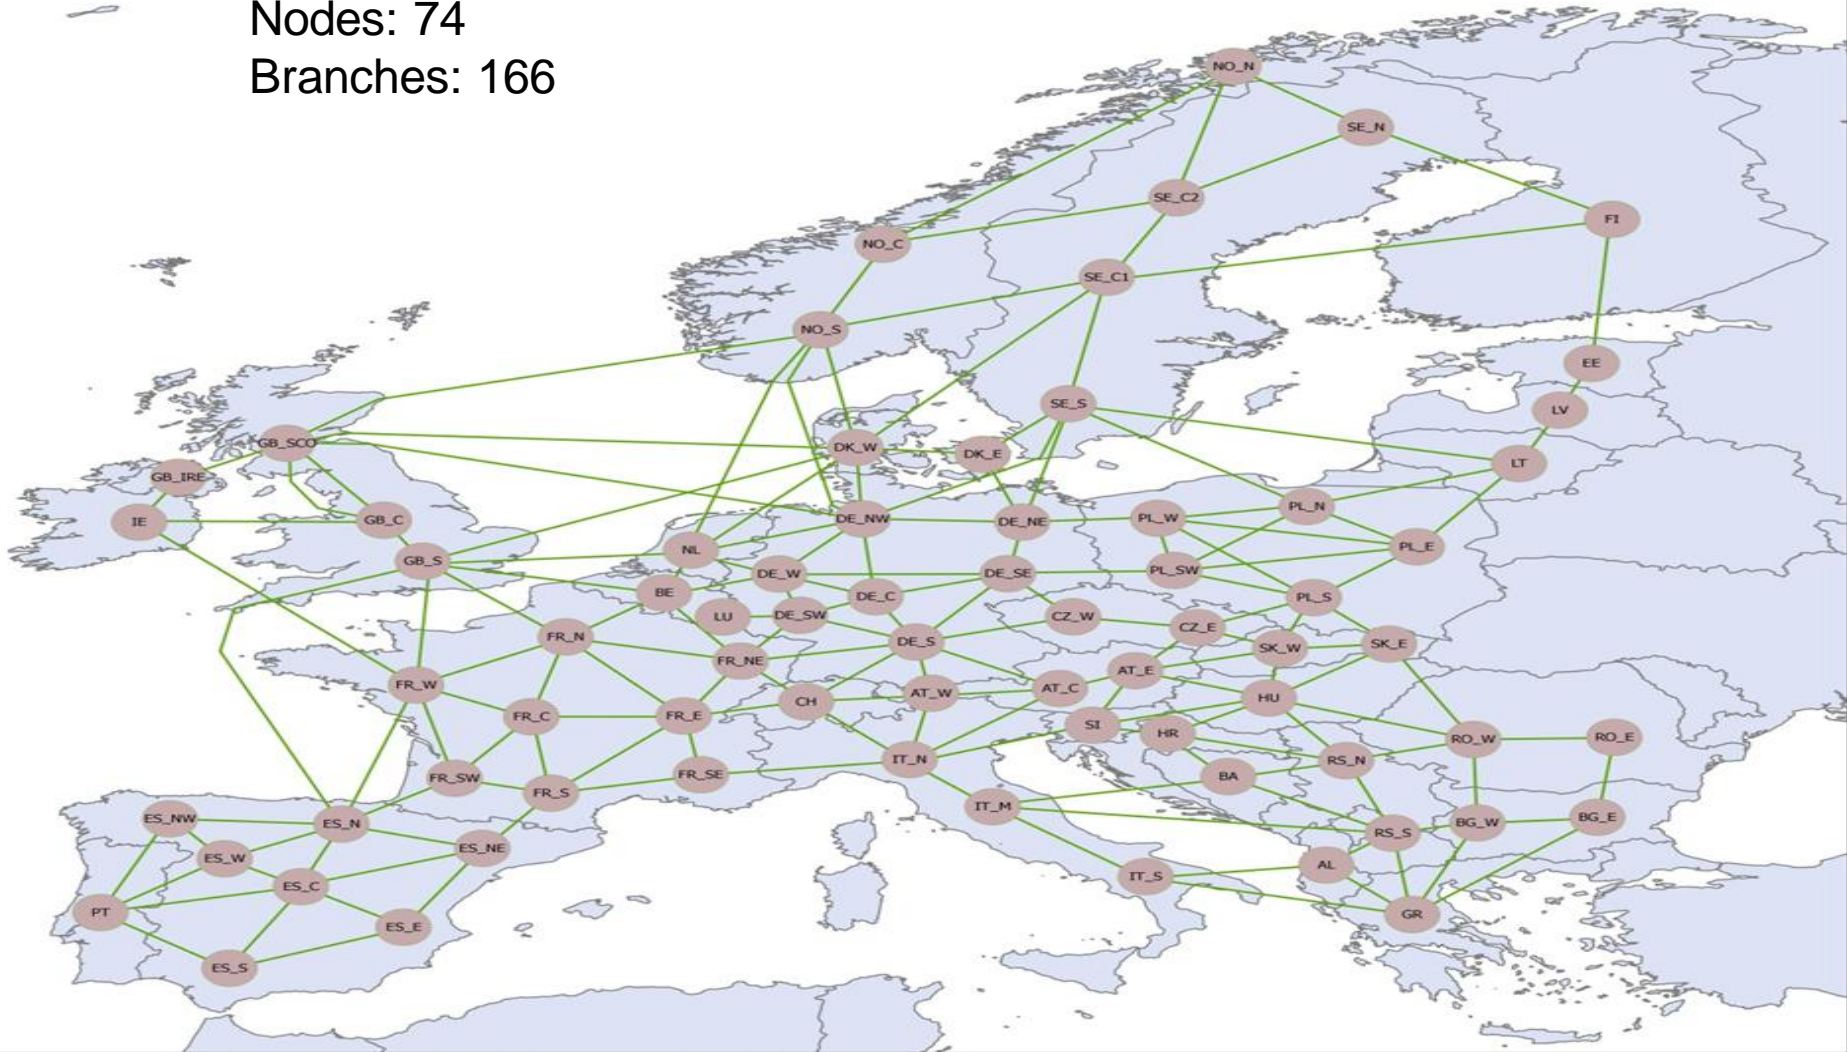 Nodes: 74
Branches: 166
NO_N
SE_N
SE_C2
FI
NO_C
SE_C1
NO_S
EE
SE_S
LV
GB_SCO
DK_W
DK_E
LT
GB_IRE
PL_N
IE
GB_C
DE_NW
DE_NE
PL_W
NL
PL_E
GB_S
DE_W
DE_SE
PL_SW
BE
DE_C
PL_S
LU
DE_SW
CZ_W
CZ_E
FR_N
DE_S
SK_W
SK_E
FR_NE
AT_E
FR_W
AT_W
AT_C
CH
HU
FR_C
FR_E
SI
HR
RO_W
RO_E
IT_N
RS_N
FR_SW
FR_SE
BA
FR_S
IT_M
ES_NW
ES_N
RS_S
BG_W
BG_E
ES_NE
ES_W
AL
IT_S
ES_C
PT
GR
ES_E
ES_S